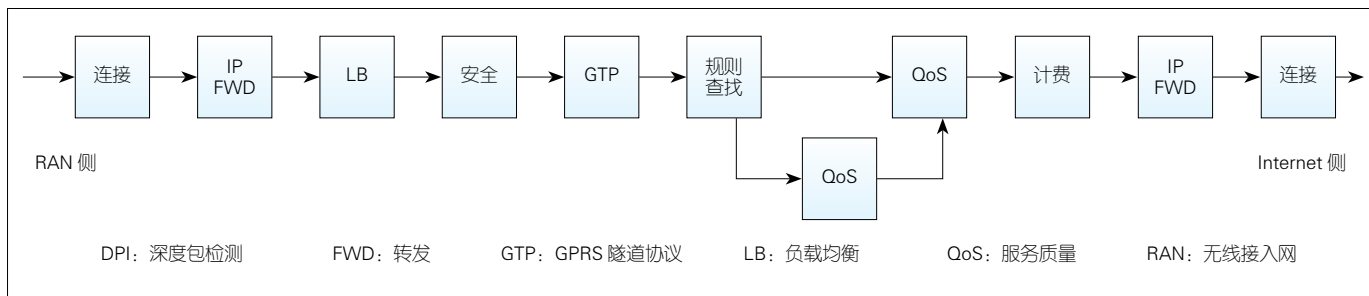 连接
IP
FWD
LB
安全
GTP
规则
查找
QoS
计费
IP
FWD
连接
RAN 侧
QoS
Internet 侧
DPI：深度包检测 FWD：转发 GTP：GPRS 隧道协议 LB：负载均衡 QoS：服务质量 RAN：无线接入网